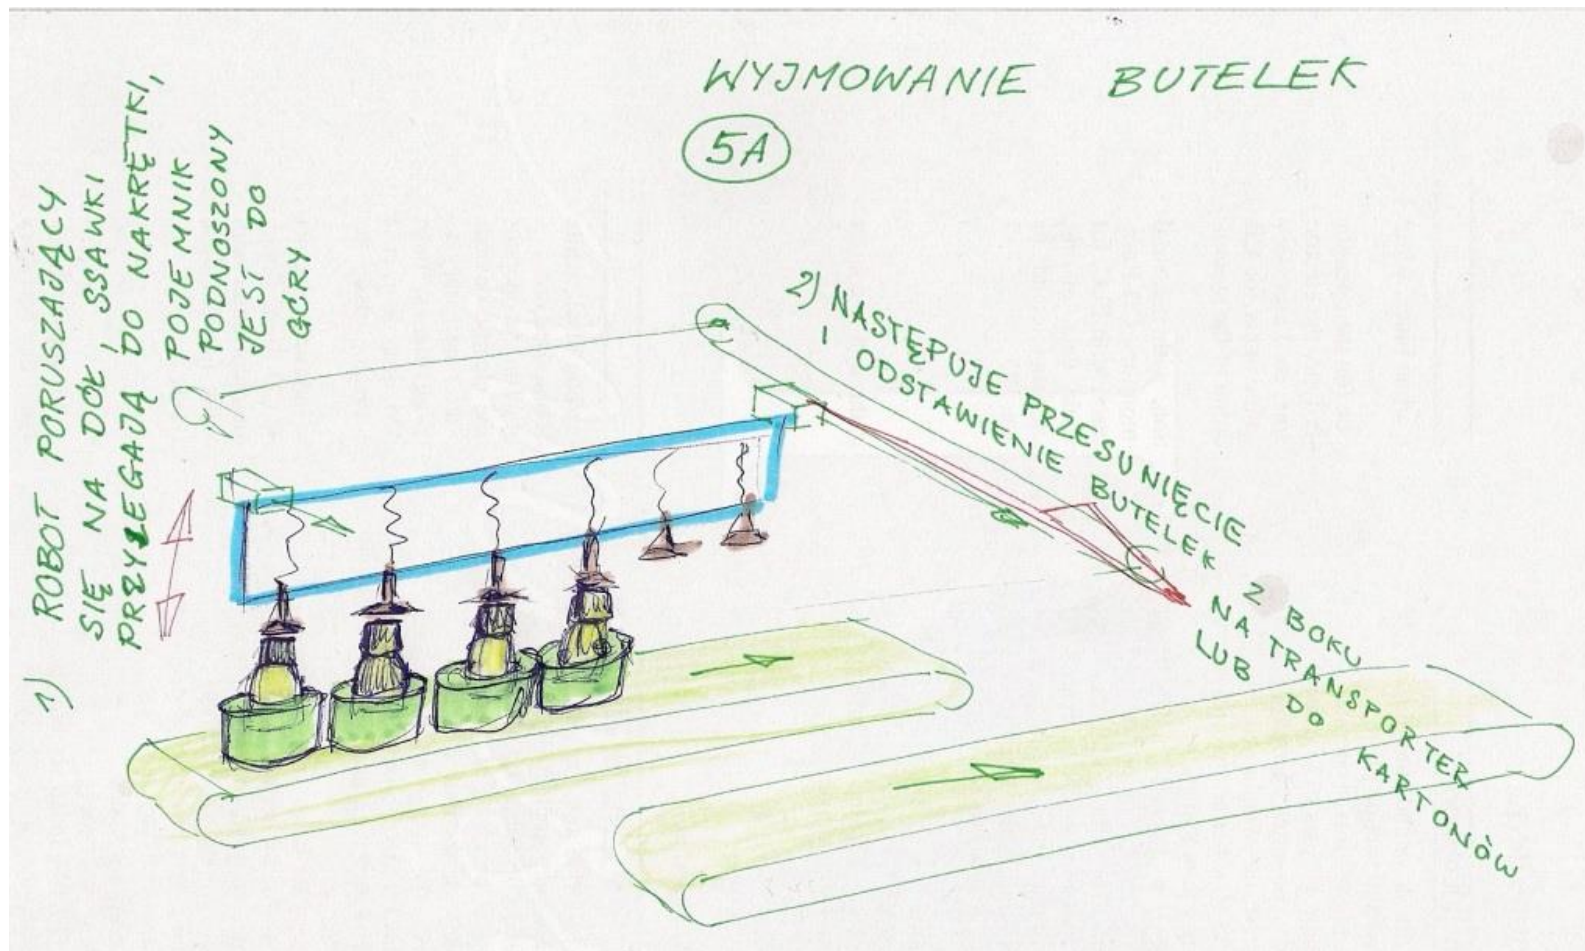 WYJMOWANIE BUTELEK
5A
1) ROBOT PORUSZAJĄCY
SIĘ NA DÓŁ I SSAWKI
PRZYLEGAJĄ DO NAKRĘTKI,
POJEMNIK
PODNOSZONY
JEST DO
GÓRY
2) NASTĘPUJE PRZESUNIĘCIE
I ODSTAWIENIE BUTELEK Z BOKU
NA TRANSPORTER
LUB DO KARTONÓW